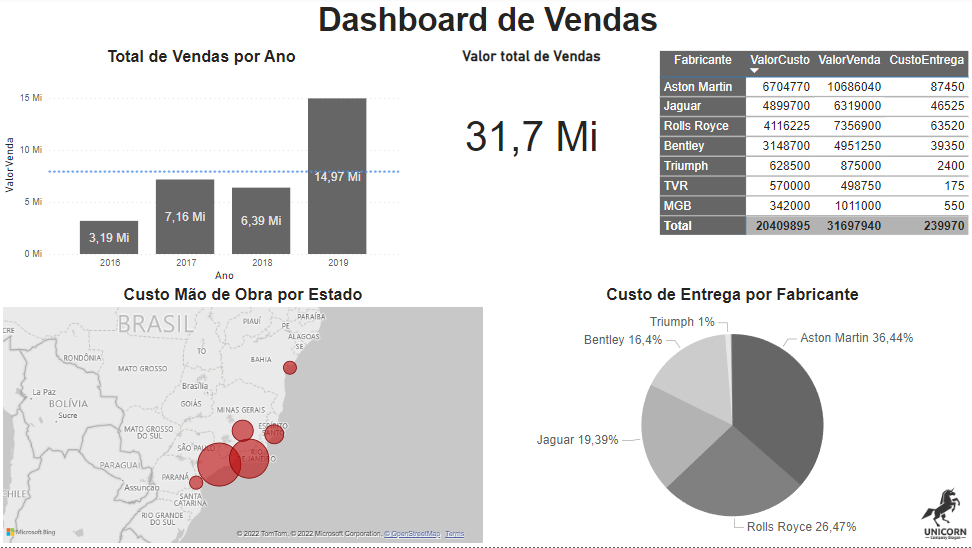 Dashboard de Vendas
Total de Vendas por Ano
15 Mi
10 Mi
5 Mi
0 Mi
ValorVenda
3,19 Mi
7,16 Mi
6,39 Mi
14,97 Mi
2016 2017 2018 2019
Ano
Valor total de Vendas
31,7 Mi
Fabricante ValorCusto ValorVenda CustoEntrega
Aston Martin 6704770 10686040 87450
Jaguar 4899700 6319000 46525
Rolls Royce 4116225 7356900 63520
Bentley 3148700 4951250 39350
Triumph 628500 875000 2400
TVR 570000 498750 175
MGB 342000 1011000 550
Total 20409895 31697940 239970
Custo Mão de Obra por Estado
BRASIL
PARAÍBA
PIAUÍ
PE
ACRE
ALAGOAS
SE
TO
RONDÔNIA
BAHIA
MATO GROSSO
La Paz
Brasília
BOLÍVIA
GOIÁS
Sucre
MINAS GERAIS
MATO GROSSO
DO SUL
ESPÍRITO
SANTO
SÃO PAULO
RIO
DE JANEIRO
PARAGUAI
PARANÁ
Assunção
SANTA
CATARINA
CHILE
RIO GRANDE
DO SUL
Microsoft Bing
© 2022 TomTom, © 2022 Microsoft Corporation, © OpenStreetMap Terms
Custo de Entrega por Fabricante
Triumph 1%
Bentley 16,4%
Aston Martin 36,44%
Jaguar 19,39%
Rolls Royce 26,47%
UNICORN